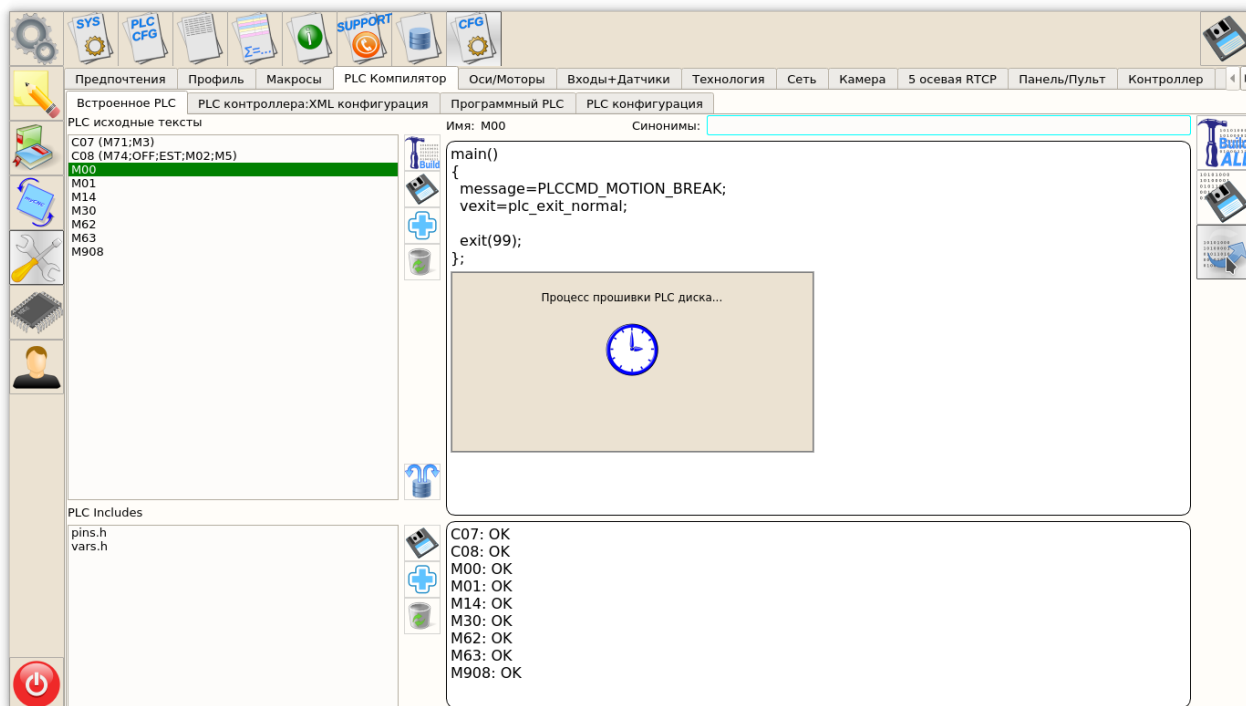 SYS
PLC CFG
Σ=...
SUPPORT
CFG
Предпочтения Профиль Макросы PLC Компилятор Оси/Моторы Входы+Датчики Технология Сеть Камера 5 осевая RTCP Панель/Пульт Контроллер
Встроенное PLC PLC контроллера:XML конфигурация Программный PLC PLC конфигурация
PLC исходные тексты
C07 (M71;M3)
C08 (M74;OFF;EST;M02;M5)
M00
M01
M14
M30
M62
M63
M908
Build
Имя: M00 Синонимы:
main()
{
message=PLCCMD_MOTION_BREAK;
vexit=plc_exit_normal;
exit(99);
};
Процесс прошивки PLC диска...
Build ALL
PLC Includes
pins.h
vars.h
C07: OK
C08: OK
M00: OK
M01: OK
M14: OK
M30: OK
M62: OK
M63: OK
M908: OK